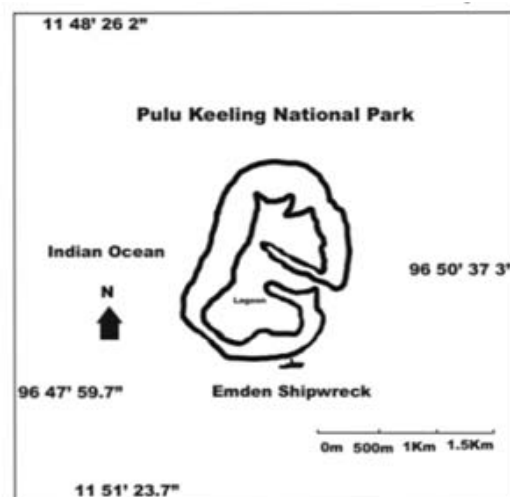 11 48' 26 2"
Pulu Keeling National Park
Indian Ocean
96 50' 37 3"
N
Lagoon
96 47' 59.7"
Emden Shipwreck
0m 500m 1Km 1.5Km
11 51' 23.7"